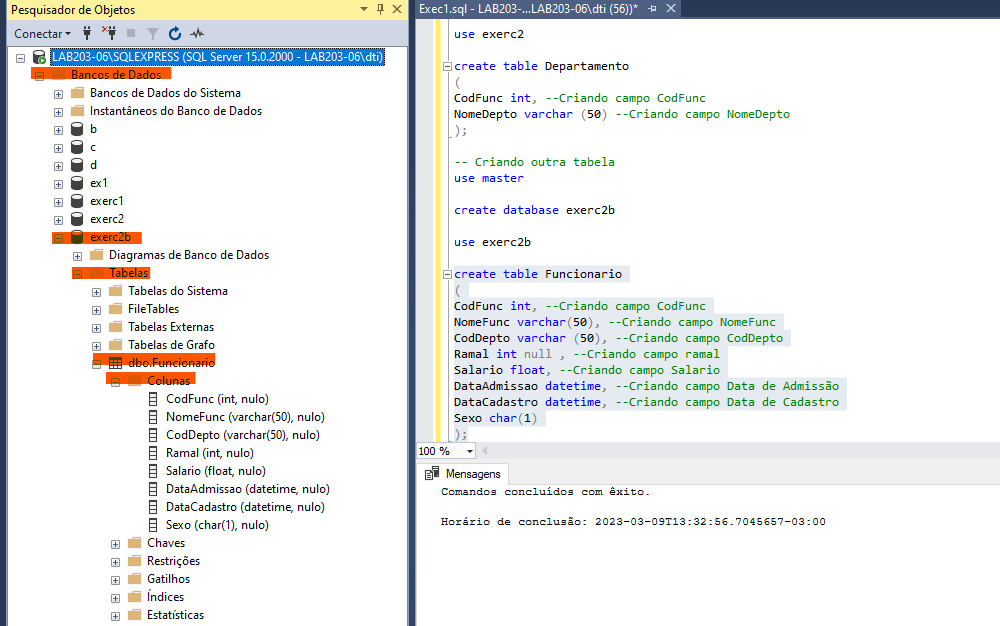 Pesquisador de Objetos
Conectar
LAB203-06\SQLEXPRESS (SQL Server 15.0.2000 - LAB203-06\dti)
Bancos de Dados
Bancos de Dados do Sistema
Instantâneos do Banco de Dados
b
c
d
ex1
exerc1
exerc2
exerc2b
Diagramas de Banco de Dados
Tabelas
Tabelas do Sistema
FileTables
Tabelas Externas
Tabelas de Grafo
dbo.Funcionario
Colunas
CodFunc (int, nulo)
NomeFunc (varchar(50), nulo)
CodDepto (varchar(50), nulo)
Ramal (int, nulo)
Salario (float, nulo)
DataAdmissao (datetime, nulo)
DataCadastro (datetime, nulo)
Sexo (char(1), nulo)
Chaves
Restrições
Gatilhos
Índices
Estatísticas
Exec1.sql - LAB203-...LAB203-06\dti (56))*
use exerc2
create table Departamento
(
CodFunc int, --Criando campo CodFunc
NomeDepto varchar (50) --Criando campo NomeDepto
);
-- Criando outra tabela
use master
create database exerc2b
use exerc2b
create table Funcionario
(
CodFunc int, --Criando campo CodFunc
NomeFunc varchar(50), --Criando campo NomeFunc
CodDepto varchar (50), --Criando campo CodDepto
Ramal int null , --Criando campo ramal
Salario float, --Criando campo Salario
DataAdmissao datetime, --Criando campo Data de Admissão
DataCadastro datetime, --Criando campo Data de Cadastro
Sexo char(1)
);
100 %
Mensagens
Comandos concluídos com êxito.
Horário de conclusão: 2023-03-09T13:32:56.7045657-03:00